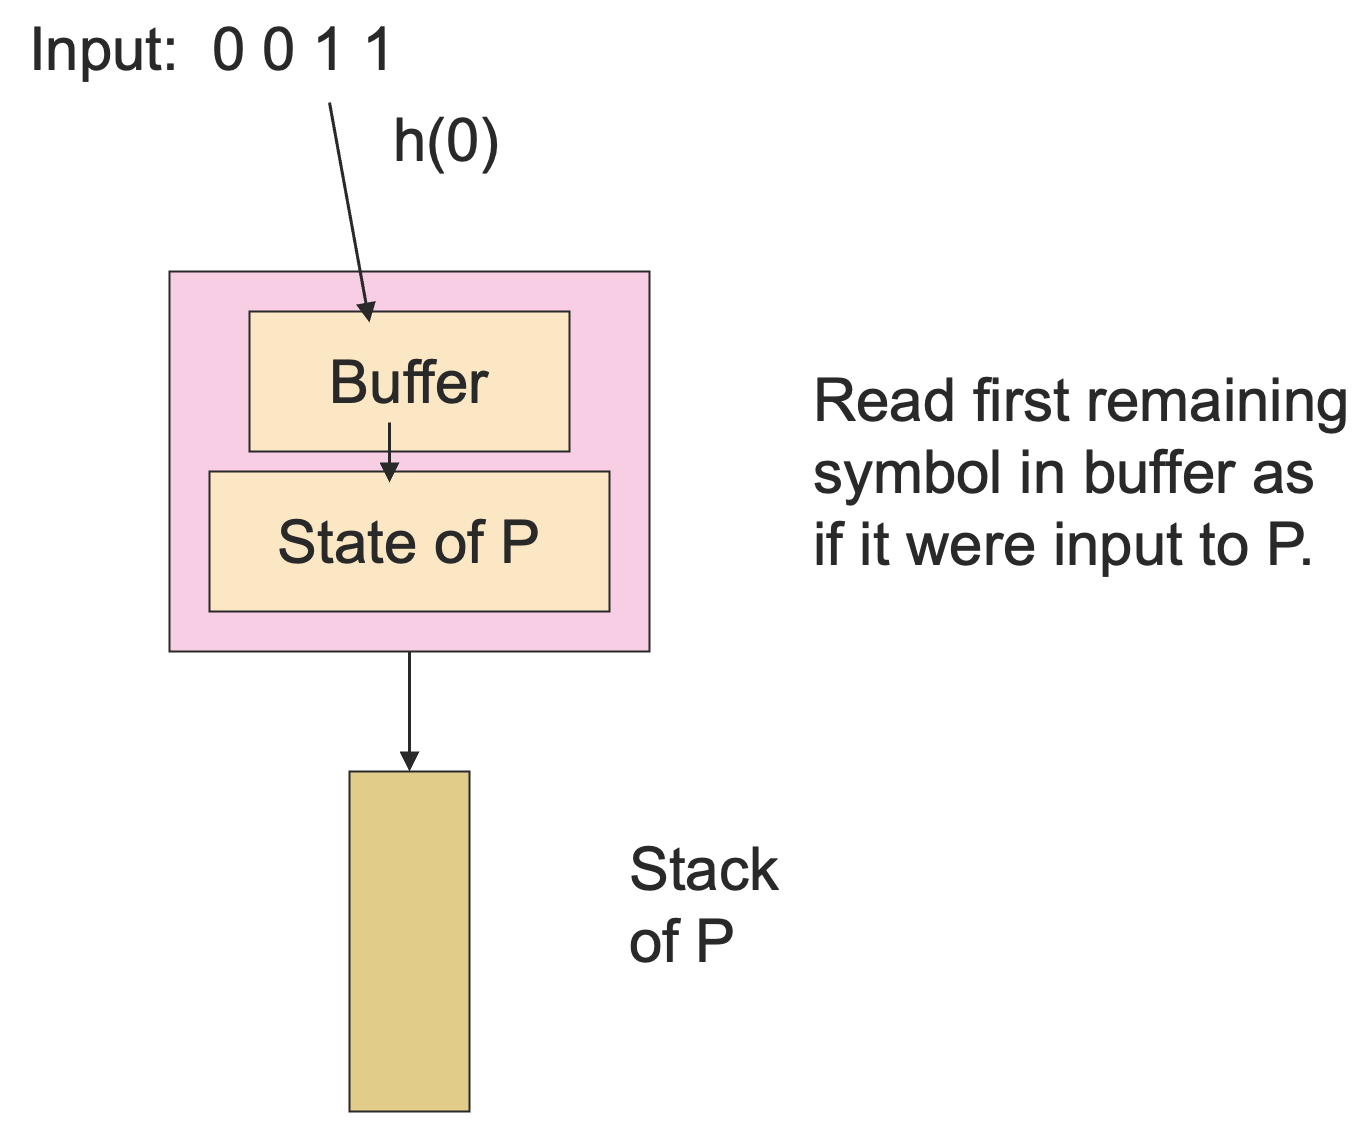 Input: 0 0 1 1
h(0)
Buffer
State of P
Read first remaining
symbol in buffer as
if it were input to P.
Stack
of P